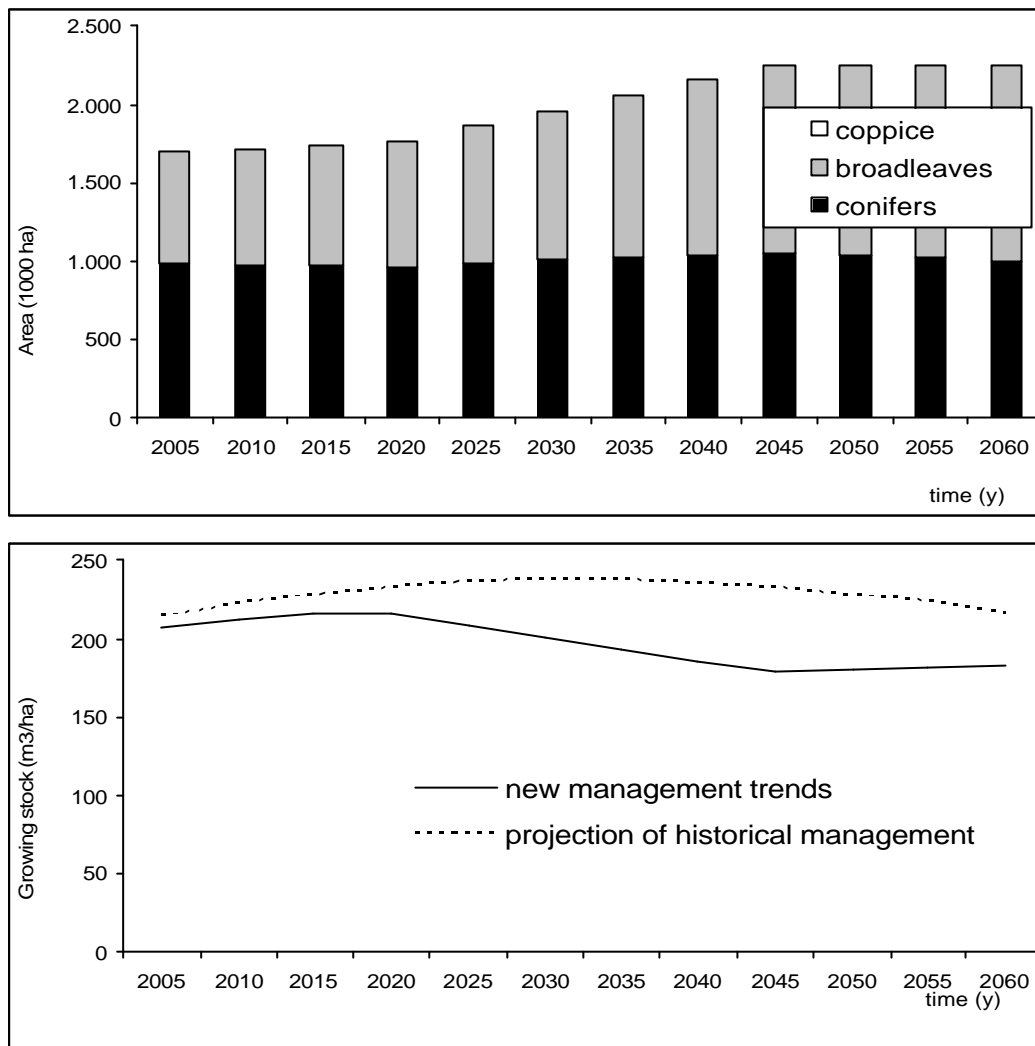 2.500
2.000
1.500
1.000
500
0
Area (1000 ha)
coppice
broadleaves
conifers
2005 2010 2015 2020 2025 2030 2035 2040 2045 2050 2055 2060
time (y)
250
200
150
100
50
0
Growing stock (m3/ha)
new management trends
projection of historical management
2005 2010 2015 2020 2025 2030 2035 2040 2045 2050 2055 2060
time (y)